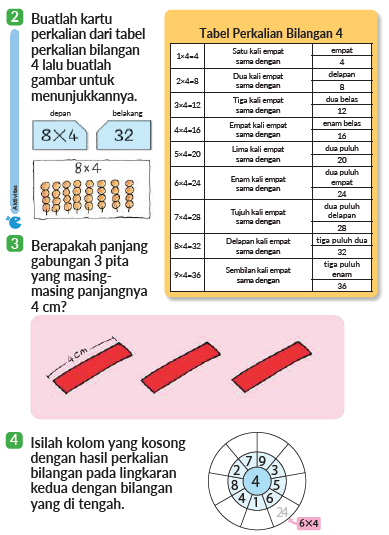 2 Buatlah kartu
perkalian dari tabel
perkalian bilangan
4 lalu buatlah
gambar untuk
menunjukkannya.
depan belakang
8×4 32
8x4
Aktivitas
Tabel Perkalian Bilangan 4
1×4=4 Satu kali empat sama dengan empat 4
2×4=8 Dua kali empat sama dengan delapan 8
3×4=12 Tiga kali empat sama dengan dua belas 12
4×4=16 Empat kali empat sama dengan enam belas 16
5×4=20 Lima kali empat sama dengan dua puluh 20
6×4=24 Enam kali empat sama dengan dua puluh empat 24
7×4=28 Tujuh kali empat sama dengan dua puluh delapan 28
8×4=32 Delapan kali empat sama dengan tiga puluh dua 32
9×4=36 Sembilan kali empat sama dengan tiga puluh enam 36
3 Berapakah panjang
gabungan 3 pita
yang masing-
masing panjangnya
4 cm?
4 cm
4 Isilah kolom yang kosong
dengan hasil perkalian
bilangan pada lingkaran
kedua dengan bilangan
yang di tengah.
7 9
2 3
8 4 5
4 1 6
24
6×4